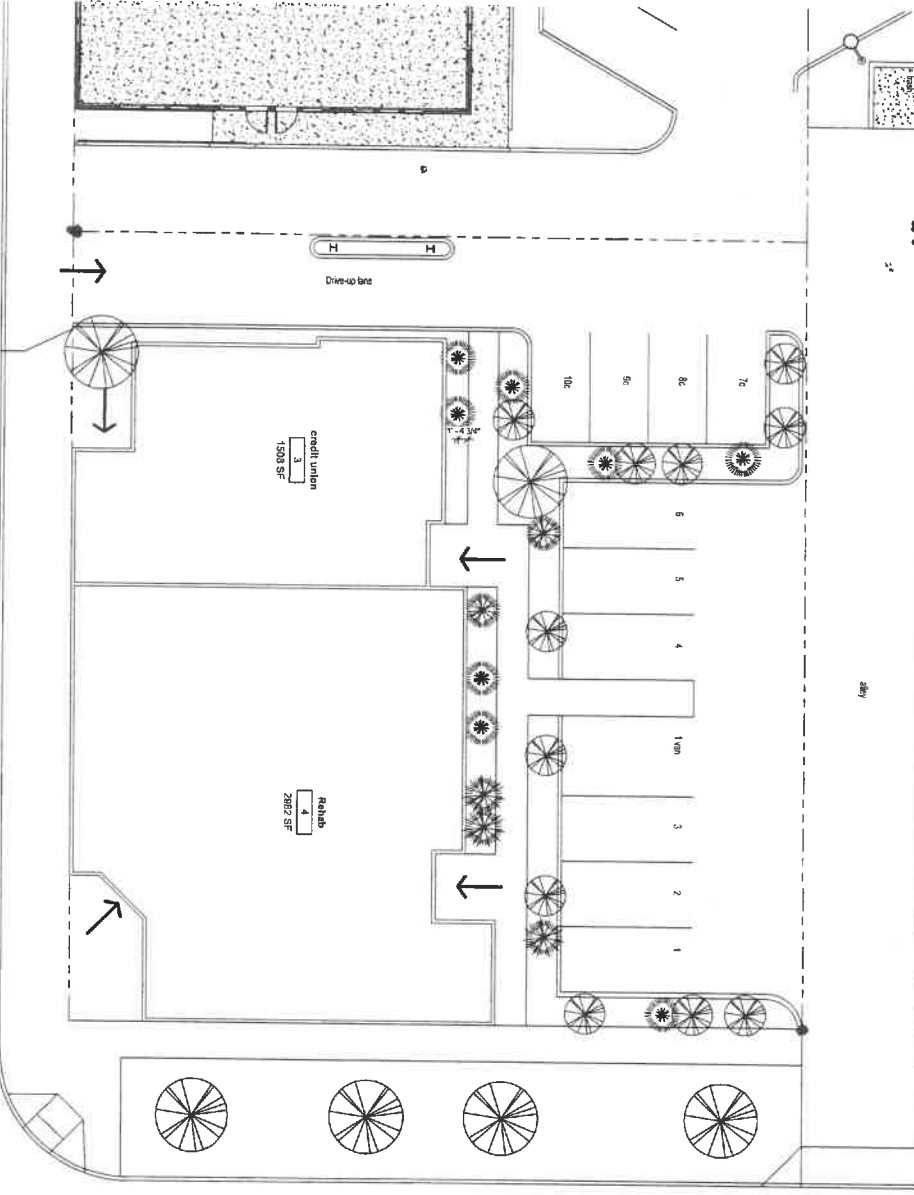 Drive-up lane
10c
9c
8c
7c
1'-4 3/4"
credit union
3
1508 SF
6
5
4
alley
1 van
3
2
1
Rehab
4
2982 SF
H
H